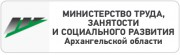 МИНИСТЕРСТВО ТРУДА,
ЗАНЯТОСТИ
И СОЦИАЛЬНОГО РАЗВИТИЯ
Архангельской области